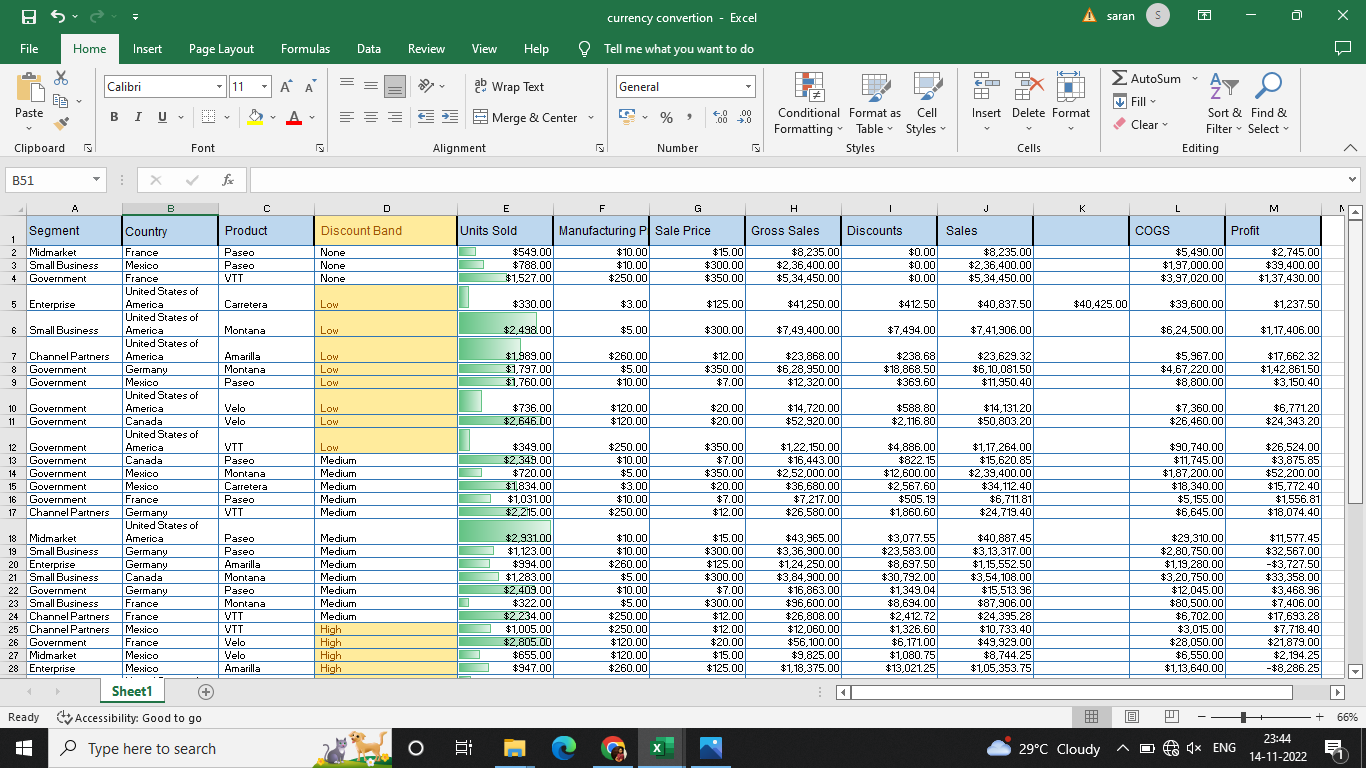 currency convertion - Excel saran S
File Home Insert Page Layout Formulas Data Review View Help Tell me what you want to do
Paste Calibri 11 Wrap Text General Conditional Formatting Format as Table Cell Styles Insert Delete Format AutoSum Sort & Filter Find & Select
B I U Merge & Center % Fill
Clear
Clipboard Font Alignment Number Styles Cells Editing
B51 fx
A B C D E F G H I J K L M N
1 Segment Country Product Discount Band Units Sold Manufacturing P Sale Price Gross Sales Discounts Sales COGS Profit
2 Midmarket France Paseo None $549.00 $10.00 $15.00 $8,235.00 $0.00 $8,235.00 $5,490.00 $2,745.00
3 Small Business Mexico Paseo None $788.00 $10.00 $300.00 $2,36,400.00 $0.00 $2,36,400.00 $1,97,000.00 $39,400.00
4 Government France VTT None $1,527.00 $250.00 $350.00 $5,34,450.00 $0.00 $5,34,450.00 $3,97,020.00 $1,37,430.00
United States of
5 Enterprise America Carretera Low $330.00 $3.00 $125.00 $41,250.00 $412.50 $40,837.50 $40,425.00 $39,600.00 $1,237.50
United States of
6 Small Business America Montana Low $2,498.00 $5.00 $300.00 $7,49,400.00 $7,494.00 $7,41,906.00 $6,24,500.00 $1,17,406.00
United States of
7 Channel Partners America Amarilla Low $1,989.00 $260.00 $12.00 $23,868.00 $238.68 $23,629.32 $5,967.00 $17,662.32
8 Government Germany Montana Low $1,797.00 $5.00 $350.00 $6,28,950.00 $18,868.50 $6,10,081.50 $4,67,220.00 $1,42,861.50
9 Government Mexico Paseo Low $1,760.00 $10.00 $7.00 $12,320.00 $369.60 $11,950.40 $8,800.00 $3,150.40
United States of
10 Government America Velo Low $736.00 $120.00 $20.00 $14,720.00 $588.80 $14,131.20 $7,360.00 $6,771.20
11 Government Canada Velo Low $2,646.00 $120.00 $20.00 $52,920.00 $2,116.80 $50,803.20 $26,460.00 $24,343.20
United States of
12 Government America VTT Low $349.00 $250.00 $350.00 $1,22,150.00 $4,886.00 $1,17,264.00 $90,740.00 $26,524.00
13 Government Canada Paseo Medium $2,349.00 $10.00 $7.00 $16,443.00 $822.15 $15,620.85 $11,745.00 $3,875.85
14 Government Mexico Montana Medium $720.00 $5.00 $350.00 $2,52,000.00 $12,600.00 $2,39,400.00 $1,87,200.00 $52,200.00
15 Government Mexico Carretera Medium $1,834.00 $3.00 $20.00 $36,680.00 $2,567.60 $34,112.40 $18,340.00 $15,772.40
16 Government France Paseo Medium $1,031.00 $10.00 $7.00 $7,217.00 $505.19 $6,711.81 $5,155.00 $1,556.81
17 Channel Partners Germany VTT Medium $2,215.00 $250.00 $12.00 $26,580.00 $1,860.60 $24,719.40 $6,645.00 $18,074.40
United States of
18 Midmarket America Paseo Medium $2,931.00 $10.00 $15.00 $43,965.00 $3,077.55 $40,887.45 $29,310.00 $11,577.45
19 Small Business Germany Paseo Medium $1,123.00 $10.00 $300.00 $3,36,900.00 $23,583.00 $3,13,317.00 $2,80,750.00 $32,567.00
20 Enterprise Germany Amarilla Medium $994.00 $260.00 $125.00 $1,24,250.00 $8,697.50 $1,15,552.50 $1,19,280.00 -$3,727.50
21 Small Business Canada Montana Medium $1,283.00 $5.00 $300.00 $3,84,900.00 $30,792.00 $3,54,108.00 $3,20,750.00 $33,358.00
22 Government Germany Paseo Medium $2,409.00 $10.00 $7.00 $16,863.00 $1,349.04 $15,513.96 $12,045.00 $3,468.96
23 Small Business France Montana Medium $322.00 $5.00 $300.00 $96,600.00 $8,694.00 $87,906.00 $80,500.00 $7,406.00
24 Channel Partners France VTT Medium $2,234.00 $250.00 $12.00 $26,808.00 $2,412.72 $24,395.28 $6,702.00 $17,693.28
25 Channel Partners Mexico VTT High $1,005.00 $250.00 $12.00 $12,060.00 $1,326.60 $10,733.40 $3,015.00 $7,718.40
26 Government France Velo High $2,805.00 $120.00 $20.00 $56,100.00 $6,171.00 $49,929.00 $28,050.00 $21,879.00
27 Midmarket Mexico Velo High $655.00 $120.00 $15.00 $9,825.00 $1,080.75 $8,744.25 $6,550.00 $2,194.25
28 Enterprise Mexico Amarilla High $947.00 $260.00 $125.00 $1,18,375.00 $13,021.25 $1,05,353.75 $1,13,640.00 -$8,286.25
Sheet1
Ready Accessibility: Good to go 66%
Type here to search 29°C Cloudy ENG 23:44
14-11-2022 1